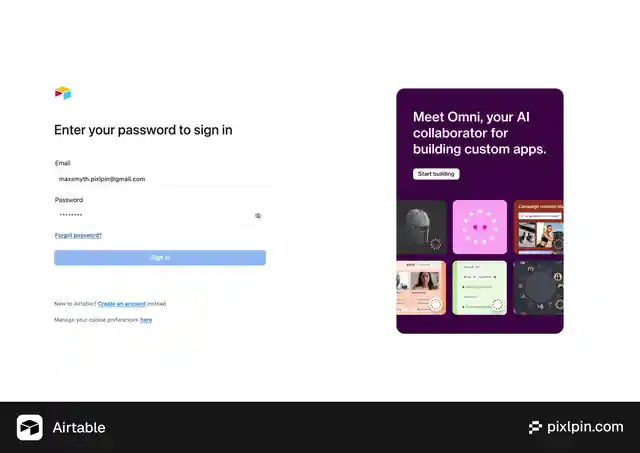 Enter your password to sign in
Email
maxsmyth.pixlpin@gmail.com
Password
********
Forgot password?
Sign in
New to Airtable? Create an account instead
Manage your cookie preferences here
Meet Omni, your AI
collaborator for
building custom apps.
Start building
Airtable
pixlpin.com